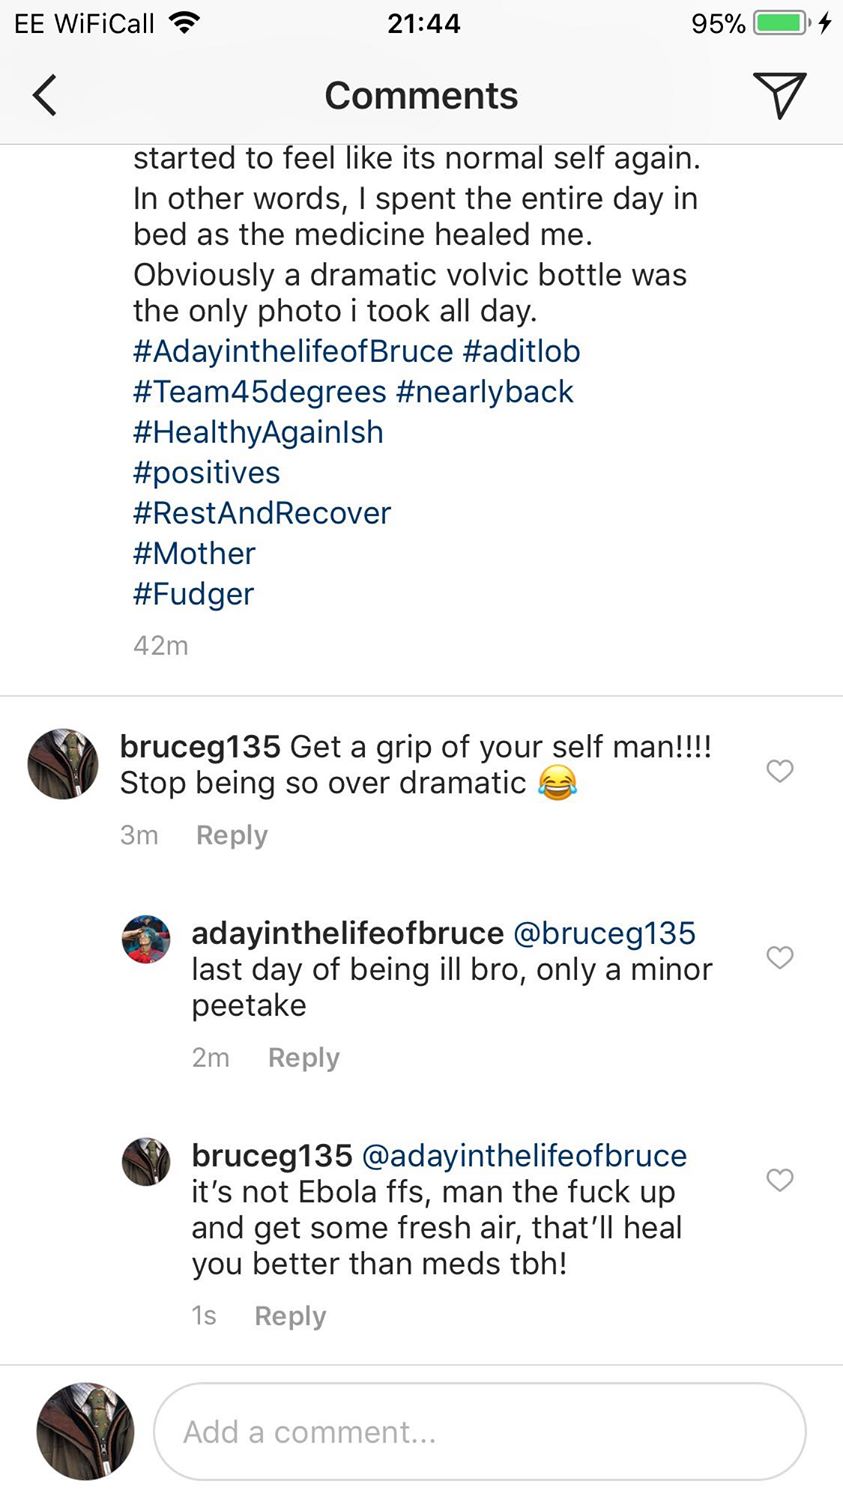 EE WiFiCall 21:44 95%
Comments
started to feel like its normal self again.
In other words, I spent the entire day in
bed as the medicine healed me.
Obviously a dramatic volvic bottle was
the only photo i took all day.
#AdayinthelifeofBruce #aditlob
#Team45degrees #nearlyback
#HealthyAgainIsh
#positives
#RestAndRecover
#Mother
#Fudger
42m
bruceg135 Get a grip of your self man!!!!
Stop being so over dramatic 😂
3m Reply
adayinthelifeofbruce @bruceg135
last day of being ill bro, only a minor
peetake
2m Reply
bruceg135 @adayinthelifeofbruce
it’s not Ebola ffs, man the fuck up
and get some fresh air, that’ll heal
you better than meds tbh!
1s Reply
Add a comment...